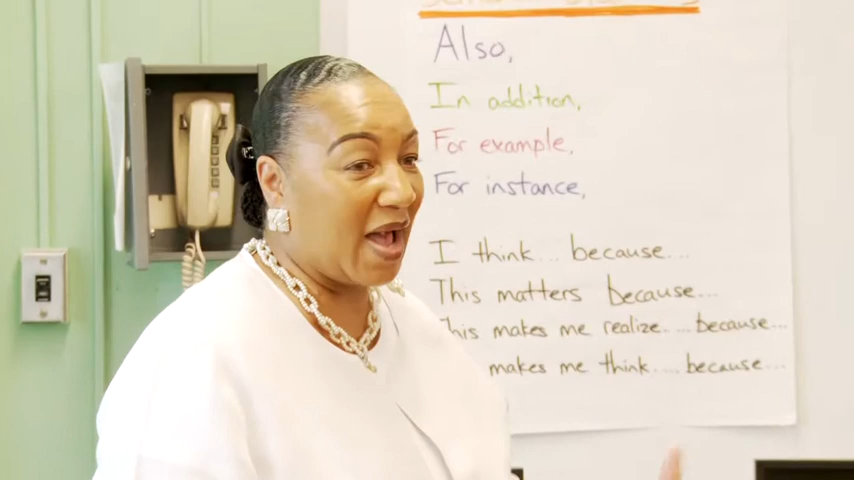 Also,
In addition,
For example,
For instance,
I think... because...
This matters because...
This makes me realize.... because...
makes me think..... because...